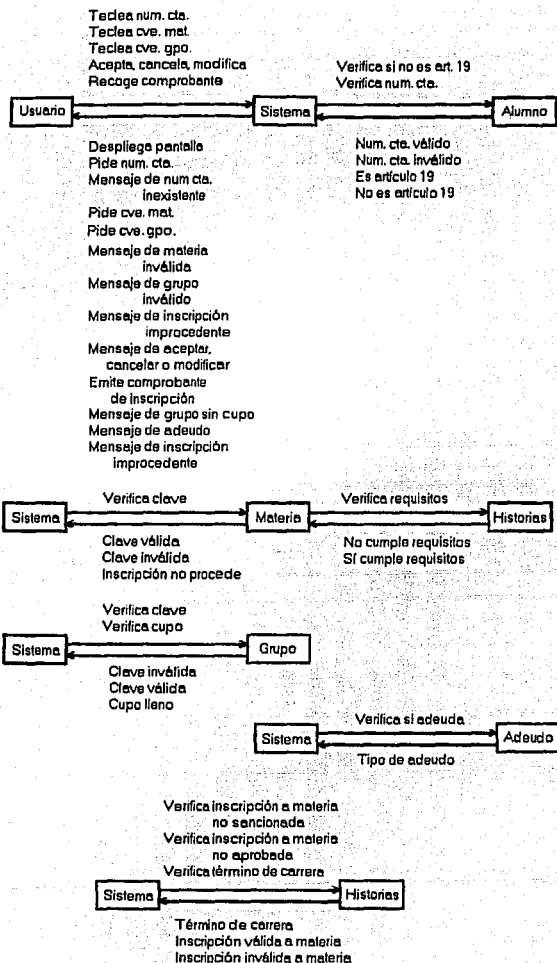 Teclea num. cta.
Teclea cve. mat.
Teclea cve. gpo.
Acepta, cancela, modifica
Recoge comprobante
Verifica si no es art. 19
Verifica num. cta.
Usuario
Sistema
Alumno
Despliega pantalla
Pide num. cta.
Mensaje de num cta.
inexistente
Pide cve. mat.
Pide cve. gpo.
Mensaje de materia
inválida
Mensaje de grupo
inválido
Mensaje de inscripción
improcedente
Mensaje de aceptar,
cancelar o modificar
Emite comprobante
de inscripción
Mensaje de grupo sin cupo
Mensaje de adeudo
Mensaje de inscripción
improcedente
Num. cta. válido
Num. cta. inválido
Es artículo 19
No es artículo 19
Verifica clave
Verifica requisitos
Sistema
Materia
Historias
Clave válida
Clave inválida
Inscripción no procede
No cumple requisitos
Sí cumple requisitos
Verifica clave
Verifica cupo
Sistema
Grupo
Clave inválida
Clave válida
Cupo lleno
Verifica si adeuda
Sistema
Adeudo
Tipo de adeudo
Verifica inscripción a materia
no sancionada
Verifica inscripción a materia
no aprobada
Verifica término de carrera
Sistema
Historias
Término de carrera
Inscripción válida a materia
Inscripción inválida a materia